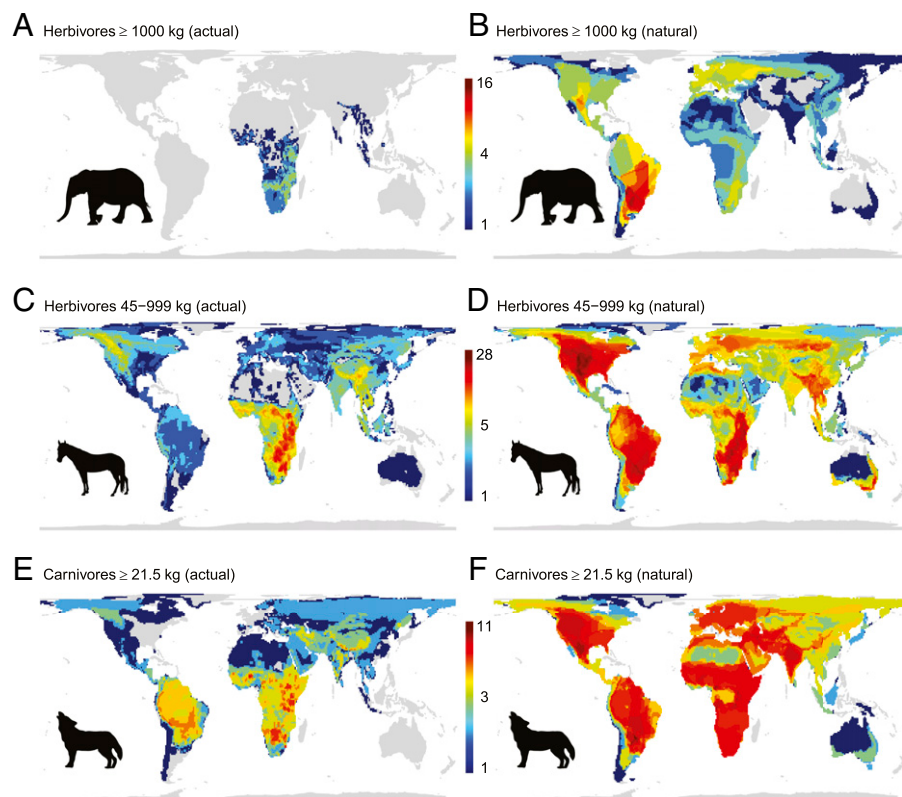 A Herbivores ≥ 1000 kg (actual)
B Herbivores ≥ 1000 kg (natural)
16
4
1
C Herbivores 45–999 kg (actual)
D Herbivores 45–999 kg (natural)
28
5
1
E Carnivores ≥ 21.5 kg (actual)
F Carnivores ≥ 21.5 kg (natural)
11
3
1